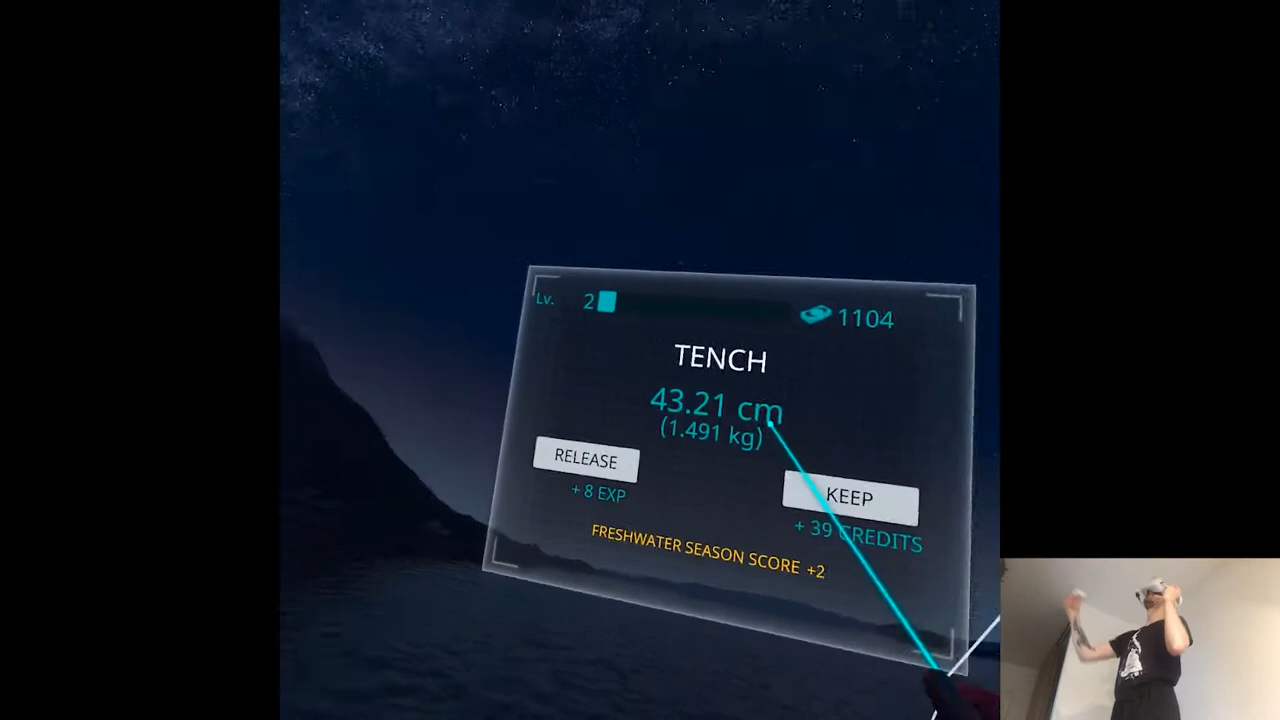 Lv. 2 1104
TENCH
43.21 cm
(1.491 kg)
RELEASE
+ 8 EXP
KEEP
+ 39 CREDITS
FRESHWATER SEASON SCORE +2